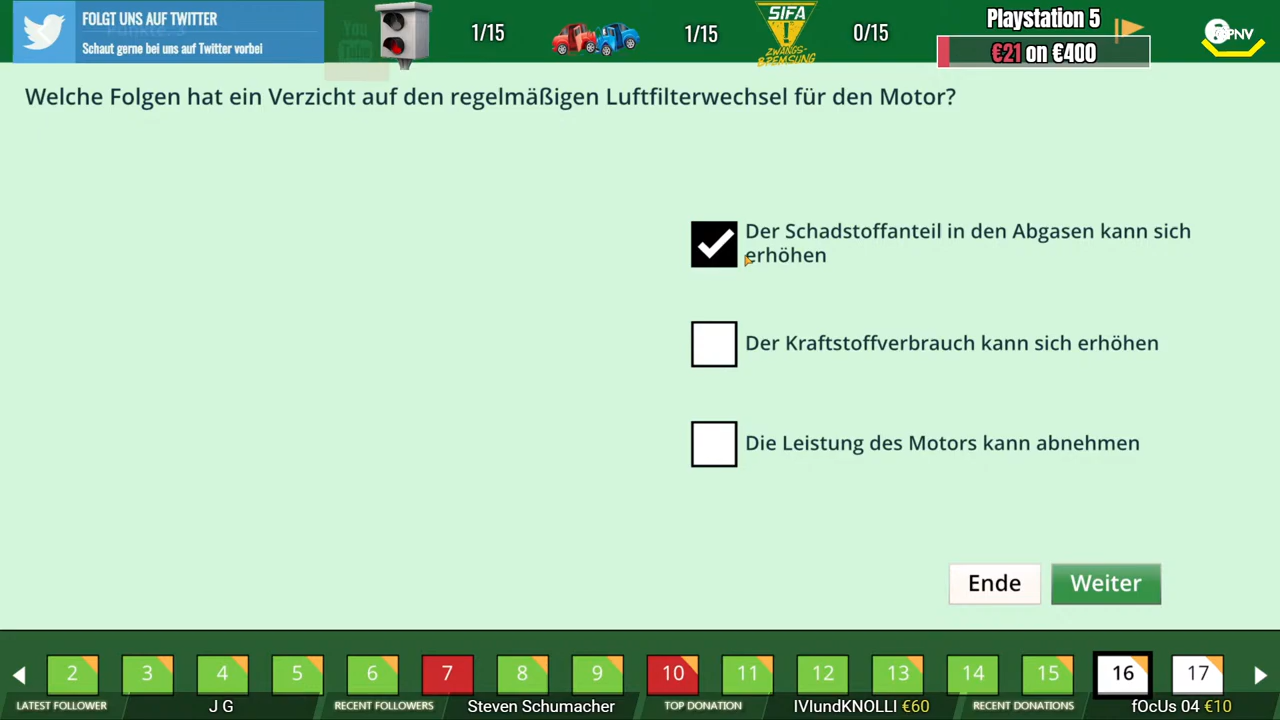 FOLGT UNS AUF TWITTER
Schaut gerne bei uns auf Twitter vorbei
You
Tube
1/15
1/15
SIFA
ZWANGS-
BREMSUNG
0/15
Playstation 5
€21 on €400
ÖPNV
Welche Folgen hat ein Verzicht auf den regelmäßigen Luftfilterwechsel für den Motor?
Der Schadstoffanteil in den Abgasen kann sich
erhöhen
Der Kraftstoffverbrauch kann sich erhöhen
Die Leistung des Motors kann abnehmen
Ende
Weiter
2
3
4
5
6
7
8
9
10
11
12
13
14
15
16
17
LATEST FOLLOWER
J G
RECENT FOLLOWERS
Steven Schumacher
TOP DONATION
IVIundKNOLLI €60
RECENT DONATIONS
fOcUs 04 €10